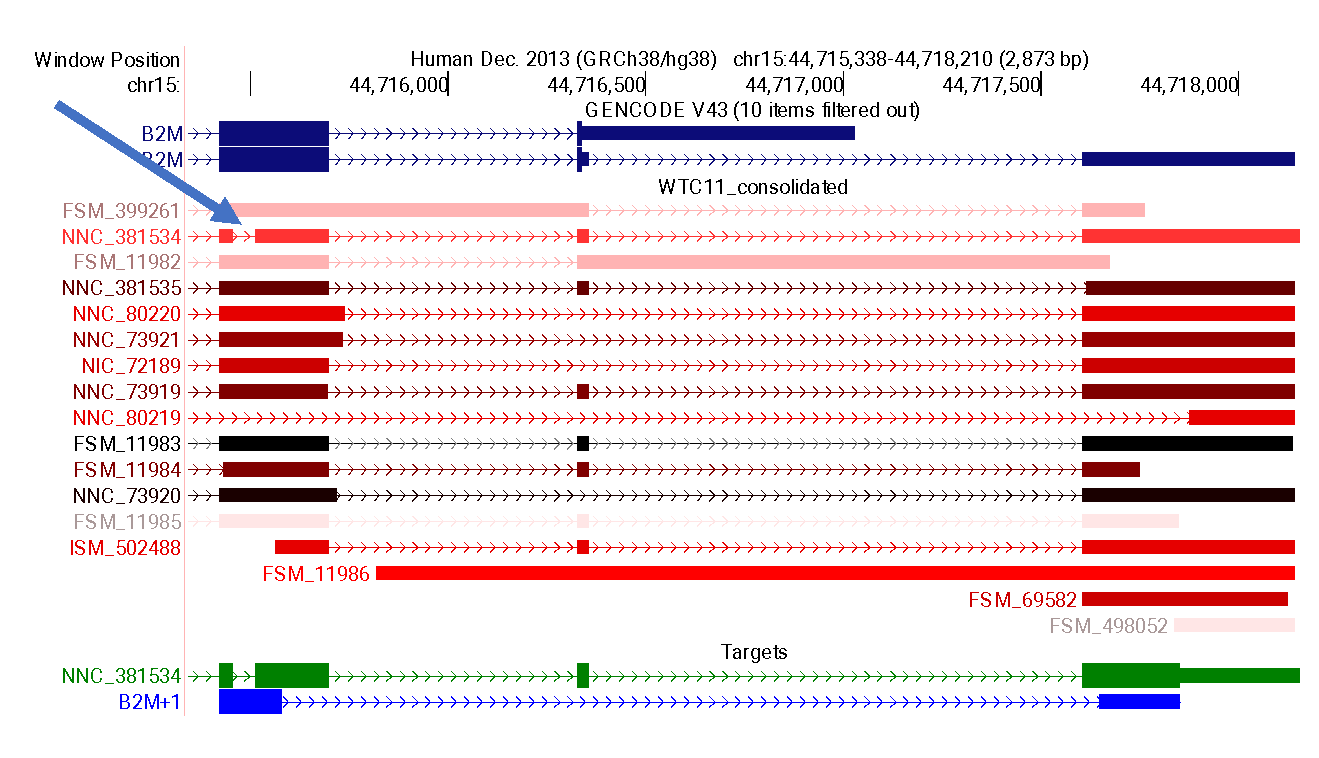 Window Position Human Dec. 2013 (GRCh38/hg38) chr15:44,715,338-44,718,210 (2,873 bp)
chr15: 44,716,000 44,716,500 44,717,000 44,717,500 44,718,000
GENCODE V43 (10 items filtered out)
B2M
B2M
WTC11_consolidated
FSM_399261
NNC_381534
FSM_11982
NNC_381535
NNC_80220
NNC_73921
NIC_72189
NNC_73919
NNC_80219
FSM_11983
FSM_11984
NNC_73920
FSM_11985
ISM_502488
FSM_11986
FSM_69582
FSM_498052
Targets
NNC_381534
B2M+1